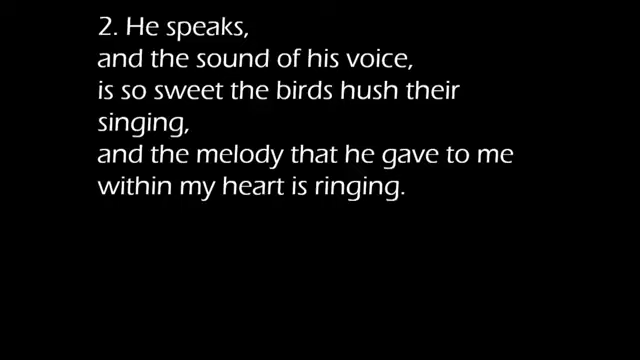 2. He speaks,
and the sound of his voice,
is so sweet the birds hush their
singing,
and the melody that he gave to me
within my heart is ringing.